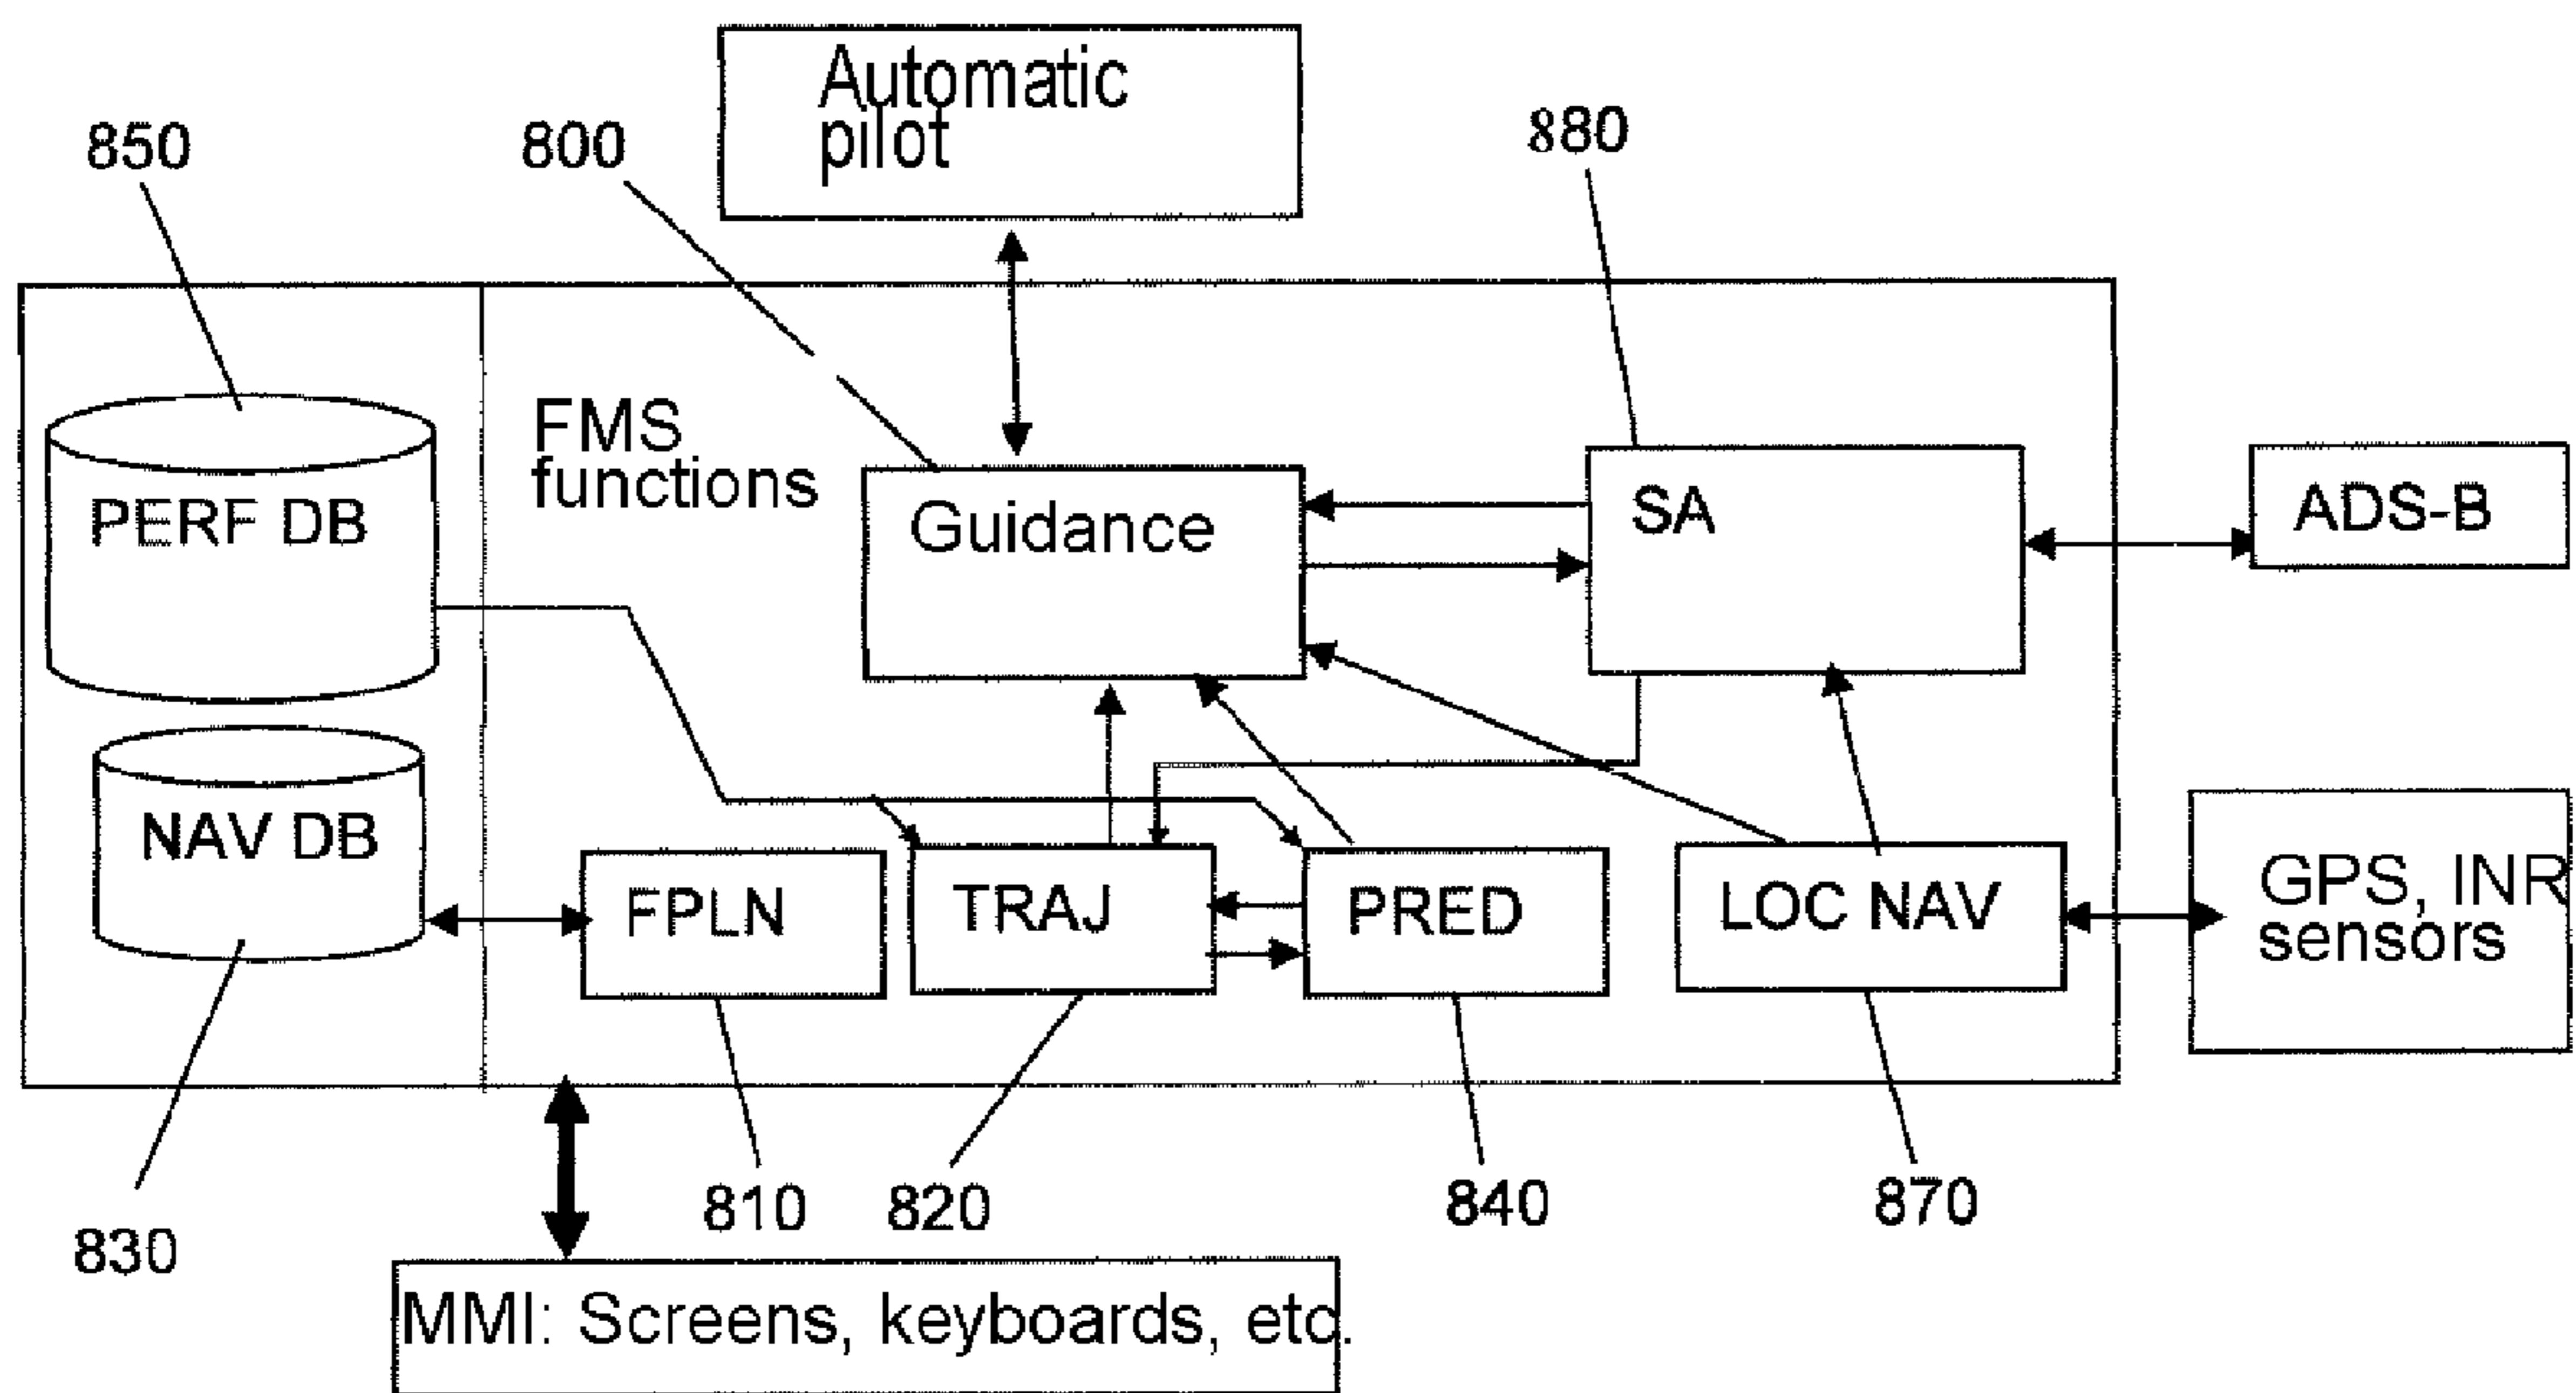 Automatic
pilot
850
800
880
FMS
functions
PERF DB
Guidance
SA
ADS-B
NAV DB
FPLN
TRAJ
PRED
LOC NAV
GPS, INR
sensors
830
810
820
840
870
MMI: Screens, keyboards, etc.